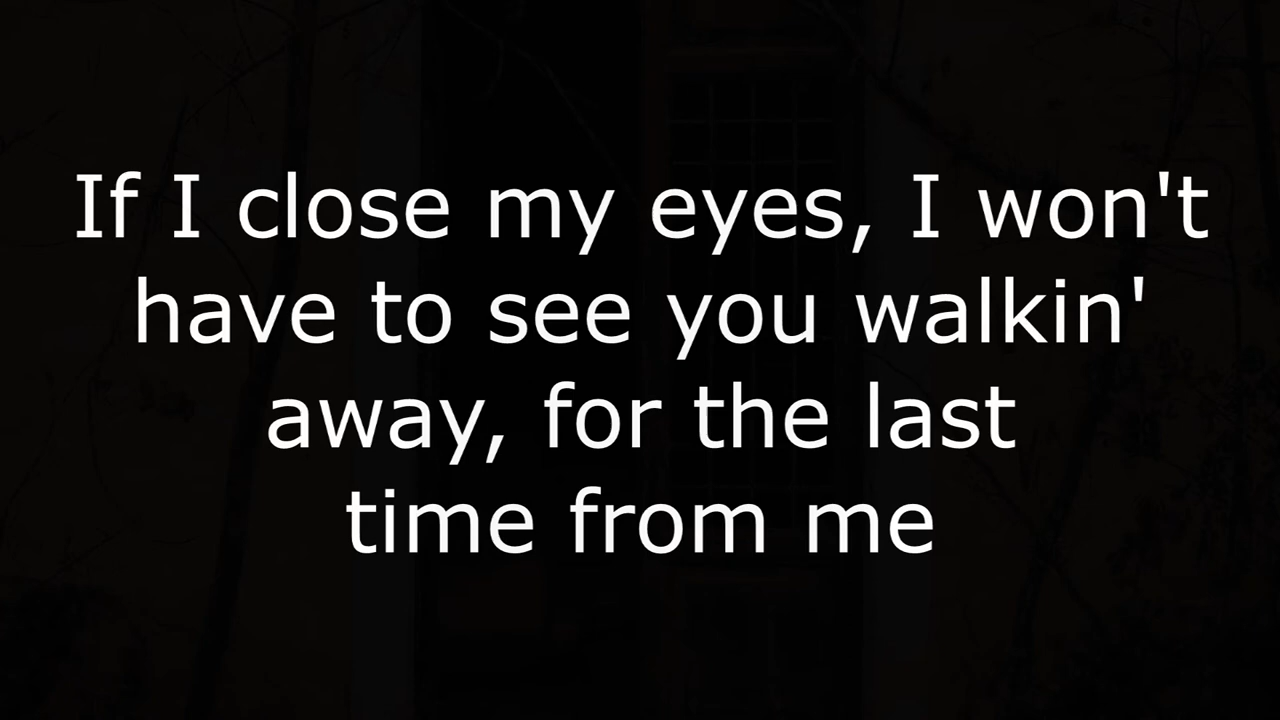 If I close my eyes, I won't
have to see you walkin'
away, for the last
time from me